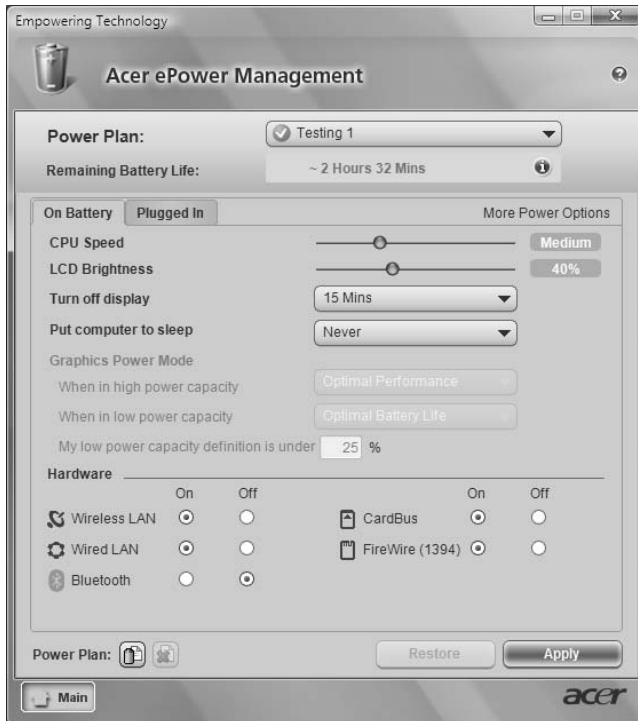 Empowering Technology
Acer ePower Management
Power Plan: Testing 1
Remaining Battery Life: ~ 2 Hours 32 Mins
On Battery Plugged In More Power Options
CPU Speed Medium
LCD Brightness 40%
Turn off display 15 Mins
Put computer to sleep Never
Graphics Power Mode
When in high power capacity Optimal Performance
When in low power capacity Optimal Battery Life
My low power capacity definition is under 25 %
Hardware
On Off On Off
Wireless LAN CardBus
Wired LAN FireWire (1394)
Bluetooth
Power Plan: Restore Apply
Main acer